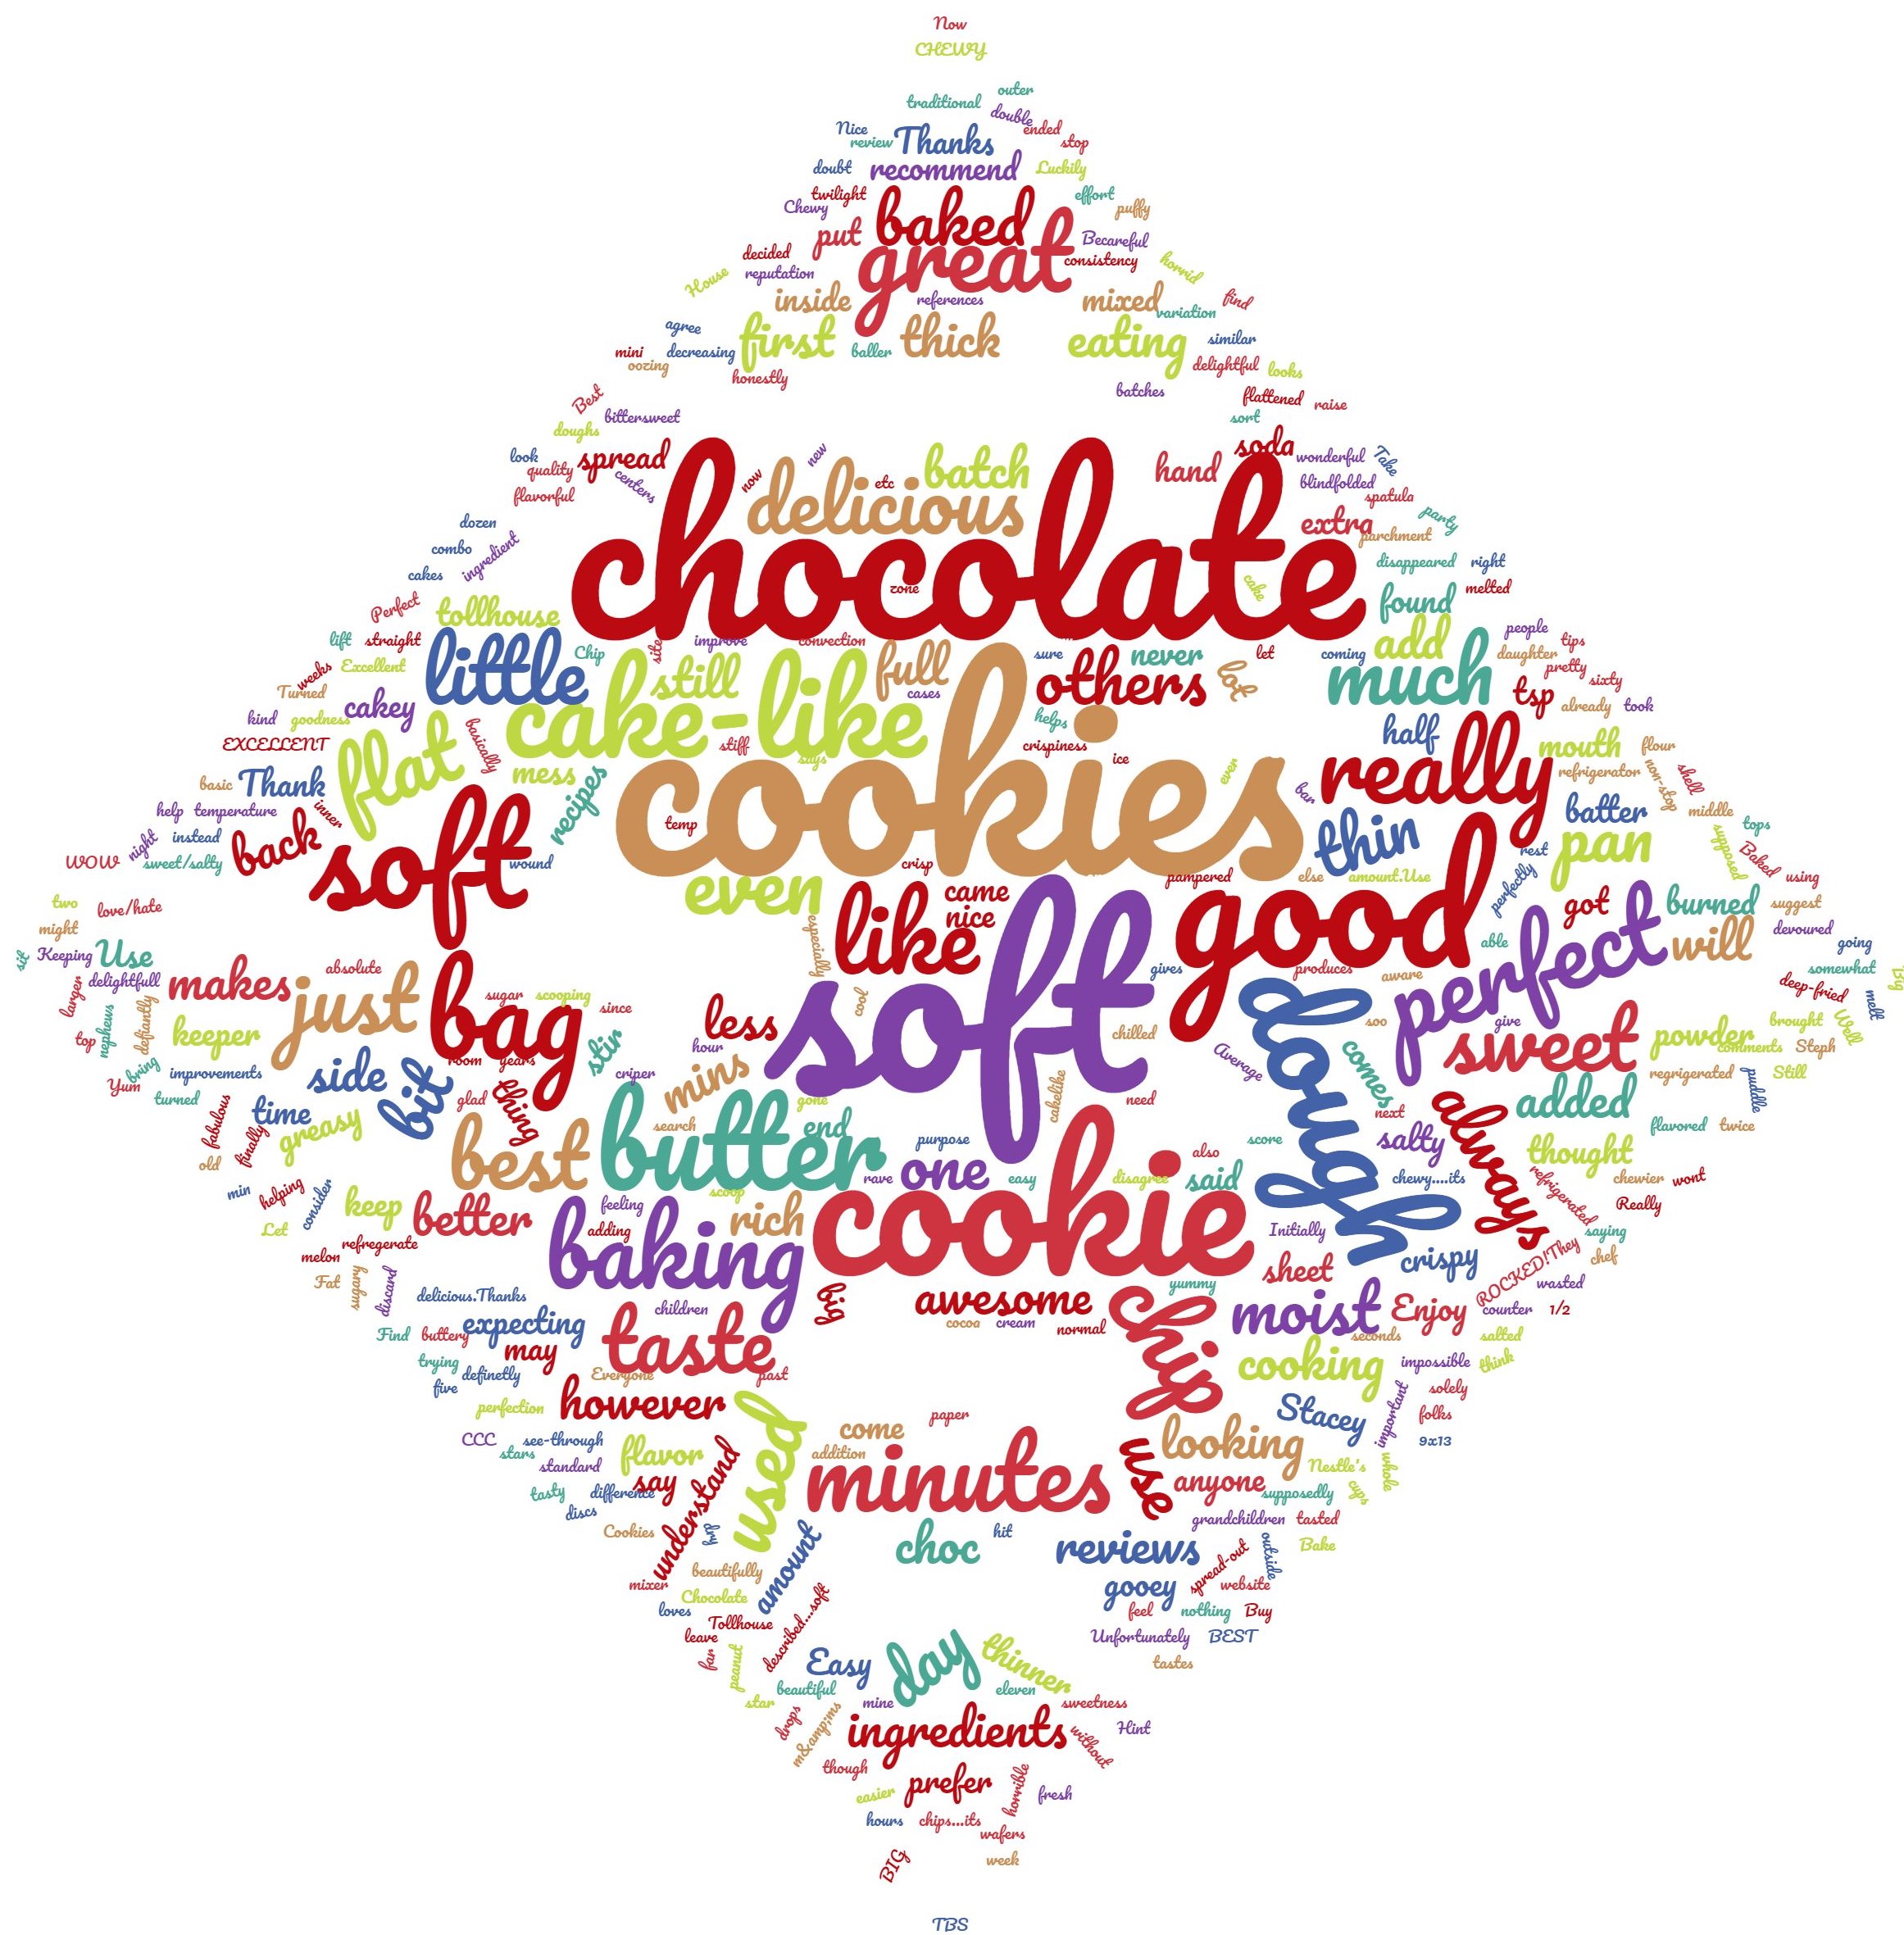 Now
CHEWY
traditional outer
double
Nice Thanks ended
review stop
doubt recommend Luckily
twilight baked effort
Chewy puffy
put great Becareful
decided consistency
House reputation horrid
inside references mixed find
variation
agree first thick eating similar
mini decreasing baller delightful looks
oozing honestly
Best batches flattened raise
bittersweet sort
doughs
look spread new batch hand soda wonderful Take
quality centers now etc blindfolded
flavorful delicious spatula
dozen extra party
combo ingredient parchment
cakes chocolate disappeared right
zone cake melted
Perfect tollhouse found
lift straight site improve convection add people tips
weeks Excellent little Chip still full sure never let coming much daughter pretty
Turned cases others lot sixty
kind goodness cakey cake-like helps tsp already took
EXCELLENT flat basically stiff crispiness half mouth flour
says cookies ice really refrigerator
basic Thank mess ever ban non-stop shell
help temperature inner recipes temp thin batter middle
night instead back tops
WOW sweet/salty soft wound crisp pampered else rest pan supposed Baked using
even came amount.Use perfectly
two love/hate like nice good got burned suggest
might especially devoured
sit Keeping Use able perfect will going
makes absolute gives produces aware somewhat Big
larger delightfull just bag sugar scooping cool soft dough deep-fried melt
nephews defiantly since less soo give
top keeper stir chilled sweet powder brought Well
room years hour Average comes comments Steph
bring improvements side bit criper mins regrigerated Still
Yum turned glad thing gone cakelike need always added puddle
fabulous time butter next
finally greasy search end purpose score salty flavored twice
old best one also thought
min helping consider keep scoop rave easy disagree said chewy....its refrigerated chewier wont
Let better feeling rich cookie Really
adding baking Initially saying
melon refregerate crispy ROCKED!They chef
Fat sugary discard sheet wasted
delicious.Thanks children big awesome yummy moist Enjoy counter 1/2
Find buttery expecting taste cocoa cream normal chip seconds salted
trying may cooking impossible think
five definetly Everyone past solely
perfection however used Stacey important folks
CCC see-through come paper looking 9x13
stars standard flavor addition Nestle's whole
tasty say difference understand minutes use anyone supposedly cups
discs grandchildren tasted
Cookies dry choc hit reviews outside Bake
beautifully amount spread-out
mixer Chocolate gooey website
loves described...soft feel nothing Buy
Tollhouse
leave Unfortunately BEST
far peanut Easy day thinner tastes
beautiful eleven
star mine sweetness
drops m&amp;ms ingredients without Hint
though
easier prefer horrible fresh
hours chips...its
wafers
BIG week
TBS